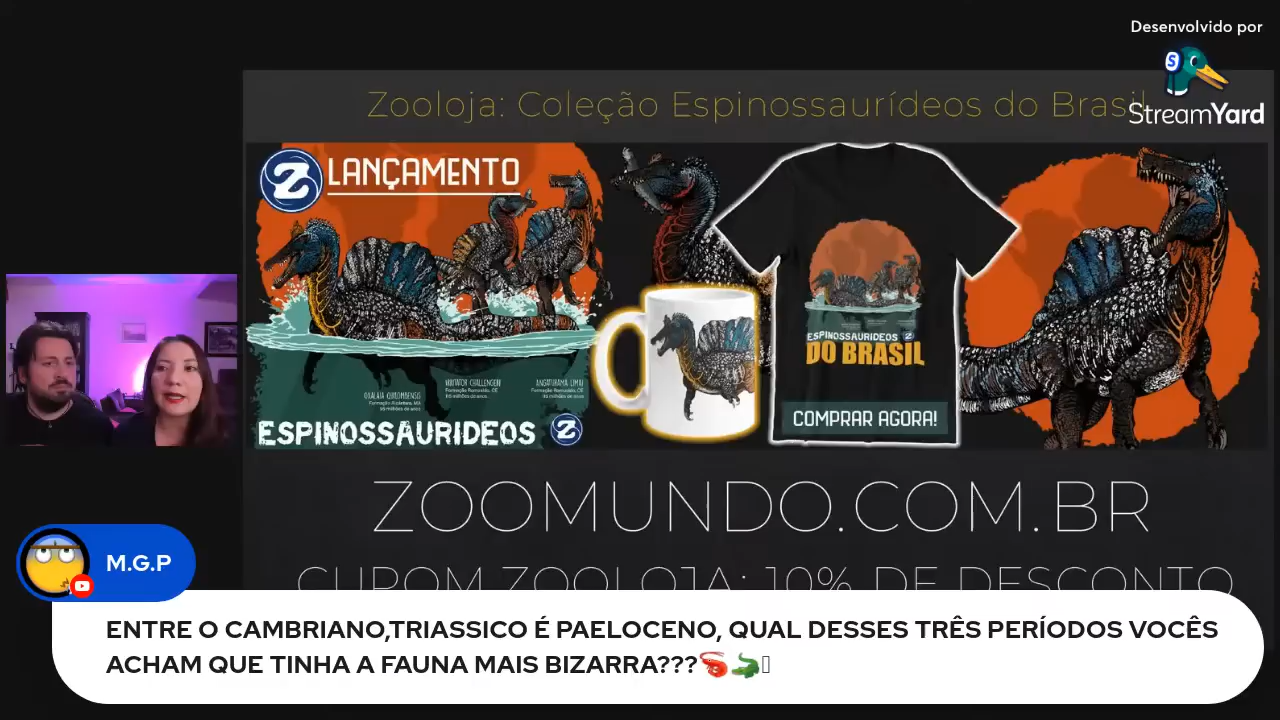 Desenvolvido por
StreamYard
Zooloja: Coleção Espinossaurídeos do Brasil
LANÇAMENTO
Z
ESPINOSSAURIDEOS
Z
ESPINOSSAURIDEOS
DO BRASIL
COMPRAR AGORA!
ZOOMUNDO.COM.BR
CUPOM ZOOLOJA: 10% DE DESCONTO
S
M.G.P
ENTRE O CAMBRIANO,TRIASSICO É PAELOCENO, QUAL DESSES TRÊS PERÍODOS VOCÊS
ACHAM QUE TINHA A FAUNA MAIS BIZARRA???🦐🐊